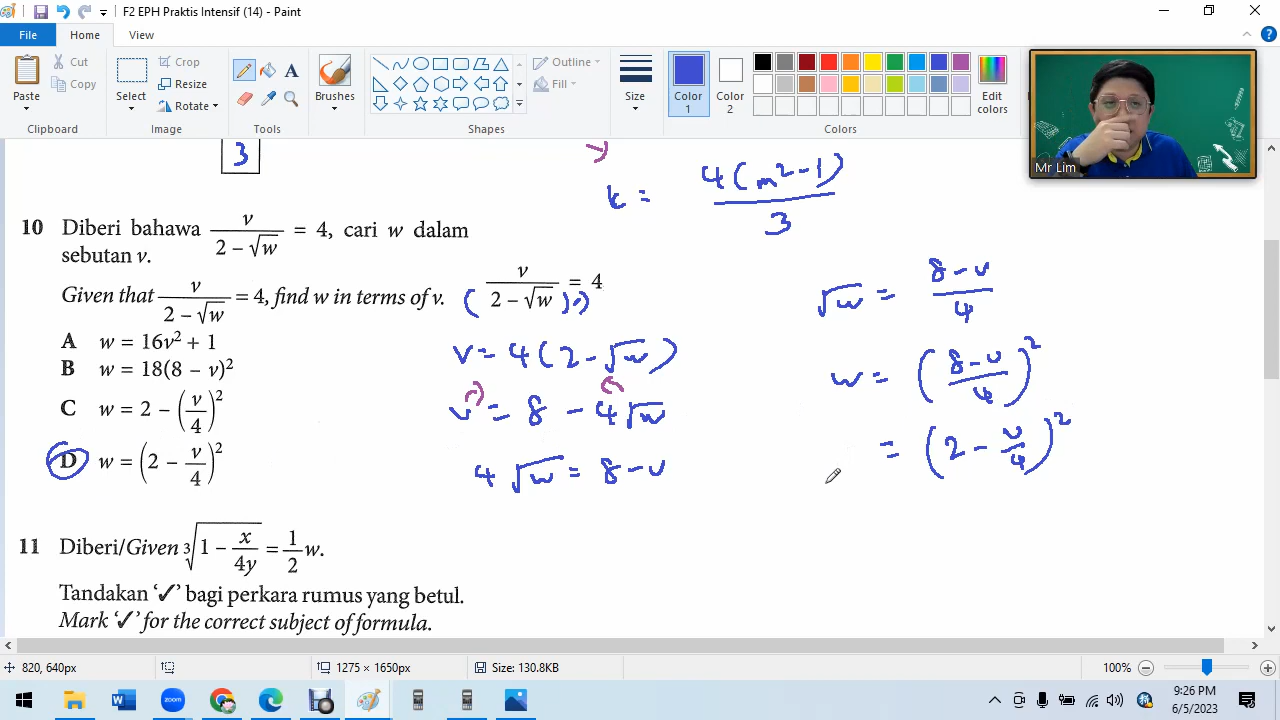 F2 EPH Praktis Intensif (14) - Paint
File Home View
Paste Cut Copy Clipboard
Select Crop Resize Rotate Image
Tools
Brushes
Shapes
Outline Fill
Size
Color 1 Color 2 Edit colors Colors
Mr Lim
3
k = 4(m² - 1) / 3
10 Diberi bahawa v / (2 − √w) = 4, cari w dalam
sebutan v.
Given that v / (2 − √w) = 4, find w in terms of v.
A w = 16v² + 1
B w = 18(8 − v)²
C w = 2 − (v/4)²
D w = (2 − v/4)²
v / (2 − √w) = 4
v = 4(2 - √w)
v = 8 - 4√w
4√w = 8 - v
√w = (8 - v) / 4
w = ((8 - v) / 4)²
= (2 - v/4)²
11 Diberi/Given ³√(1 − x/4y) = 1/2 w.
Tandakan ‘✓’ bagi perkara rumus yang betul.
Mark ‘✓’ for the correct subject of formula.
820, 640px 1275 × 1650px Size: 130.8KB 100%
zoom
9:26 PM
6/5/2023